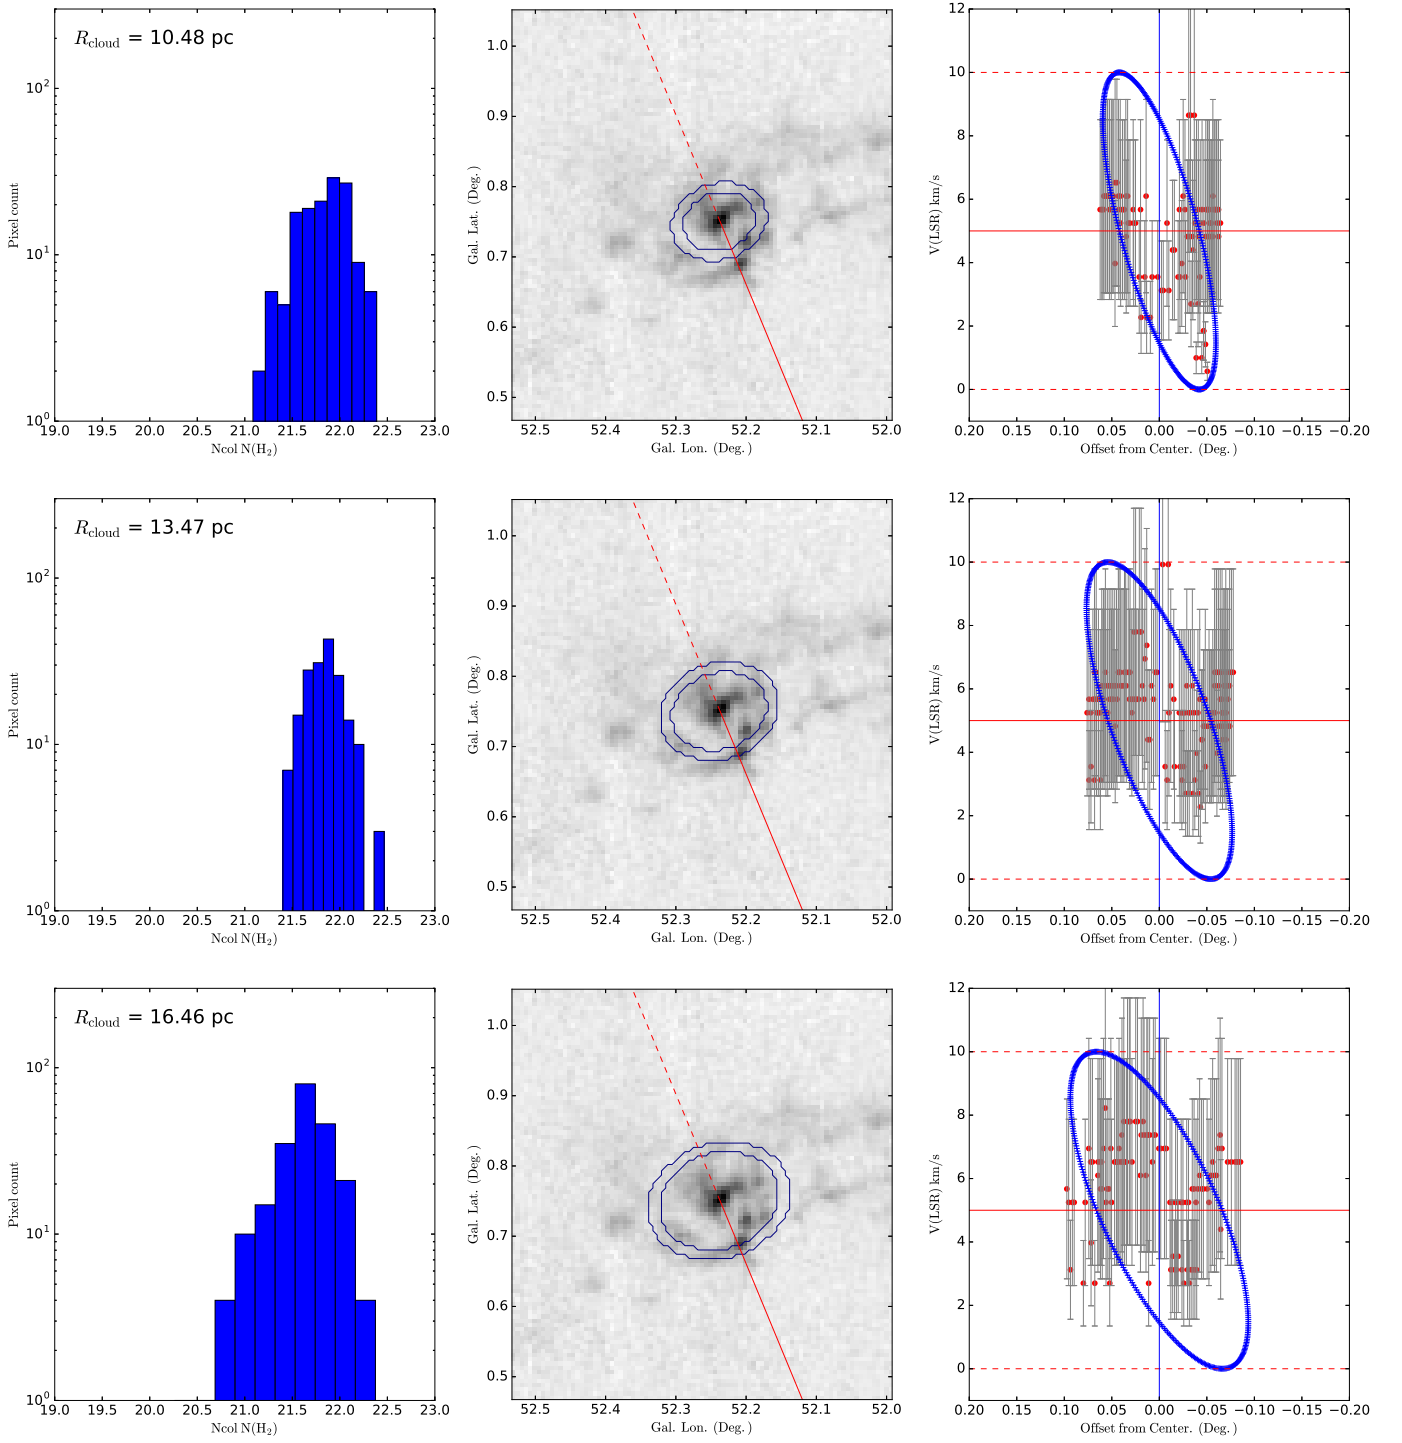 R_cloud = 10.48 pc
Pixel count
10^2
10^1
10^0
19.0 19.5 20.0 20.5 21.0 21.5 22.0 22.5 23.0
Ncol N(H_2)
Gal. Lat. (Deg.)
1.0
0.9
0.8
0.7
0.6
0.5
52.5 52.4 52.3 52.2 52.1 52.0
Gal. Lon. (Deg.)
V(LSR) km/s
12
10
8
6
4
2
0
0.20 0.15 0.10 0.05 0.00 −0.05 −0.10 −0.15 −0.20
Offset from Center. (Deg.)
R_cloud = 13.47 pc
Pixel count
10^2
10^1
10^0
19.0 19.5 20.0 20.5 21.0 21.5 22.0 22.5 23.0
Ncol N(H_2)
Gal. Lat. (Deg.)
1.0
0.9
0.8
0.7
0.6
0.5
52.5 52.4 52.3 52.2 52.1 52.0
Gal. Lon. (Deg.)
V(LSR) km/s
12
10
8
6
4
2
0
0.20 0.15 0.10 0.05 0.00 −0.05 −0.10 −0.15 −0.20
Offset from Center. (Deg.)
R_cloud = 16.46 pc
Pixel count
10^2
10^1
10^0
19.0 19.5 20.0 20.5 21.0 21.5 22.0 22.5 23.0
Ncol N(H_2)
Gal. Lat. (Deg.)
1.0
0.9
0.8
0.7
0.6
0.5
52.5 52.4 52.3 52.2 52.1 52.0
Gal. Lon. (Deg.)
V(LSR) km/s
12
10
8
6
4
2
0
0.20 0.15 0.10 0.05 0.00 −0.05 −0.10 −0.15 −0.20
Offset from Center. (Deg.)